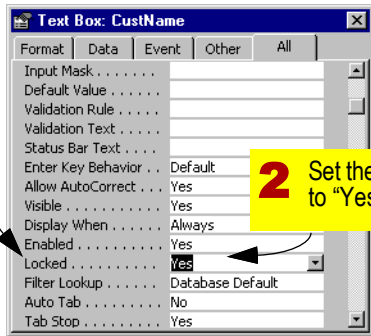 Text Box: CustName
Format Data Event Other All
Input Mask . . . . . . .
Default Value . . . . . .
Validation Rule . . . .
Validation Text . . . . .
Status Bar Text . . . .
Enter Key Behavior . . Default
Allow AutoCorrect . . . Yes
Visible . . . . . . . . . . Yes
Display When . . . . . Always
Enabled . . . . . . . . . . Yes
Locked . . . . . . . . . . Yes
Filter Lookup . . . . . . Database Default
Auto Tab . . . . . . . . . No
Tab Stop . . . . . . . . . Yes
2 Set the
to “Yes